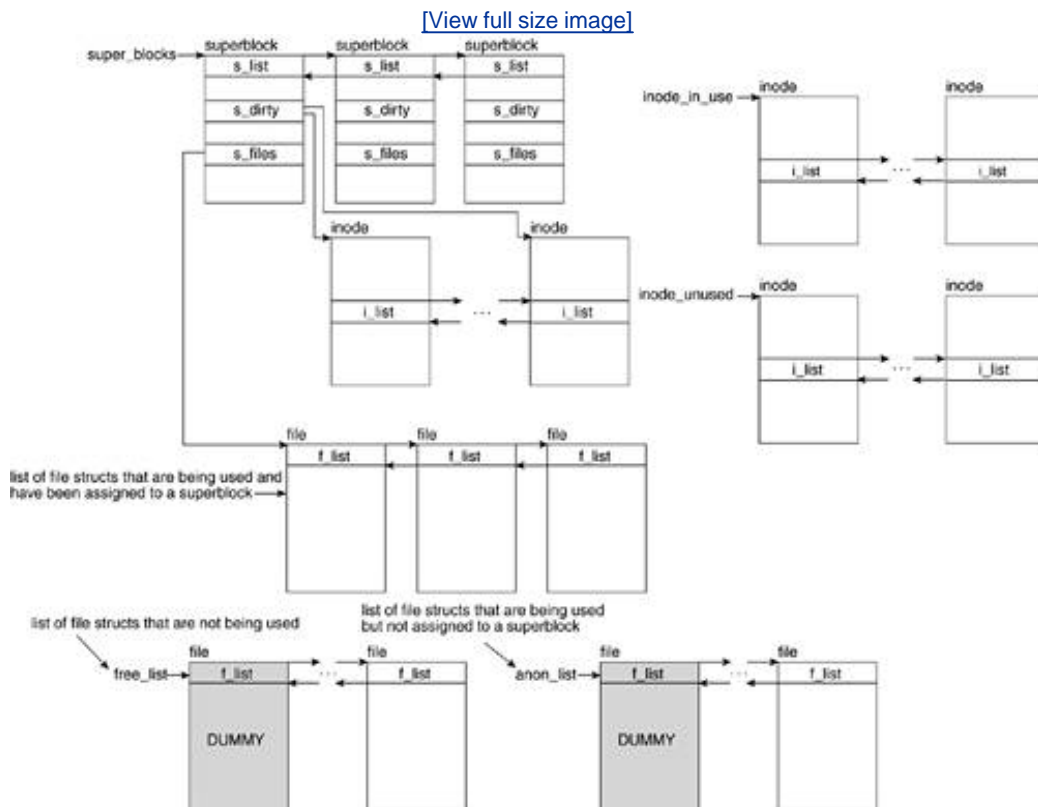 [View full size image]
superblock superblock superblock
super_blocks
s_list s_list s_list
s_dirty s_dirty s_dirty
s_files s_files s_files
inode_in_use
inode inode
i_list ... i_list
inode inode
i_list ... i_list
inode_unused
inode inode
i_list ... i_list
file file file
f_list f_list f_list
list of file structs that are being used and
have been assigned to a superblock
list of file structs that are not being used
free_list
file file
f_list ... f_list
DUMMY
list of file structs that are being used
but not assigned to a superblock
anon_list
file file
f_list ... f_list
DUMMY